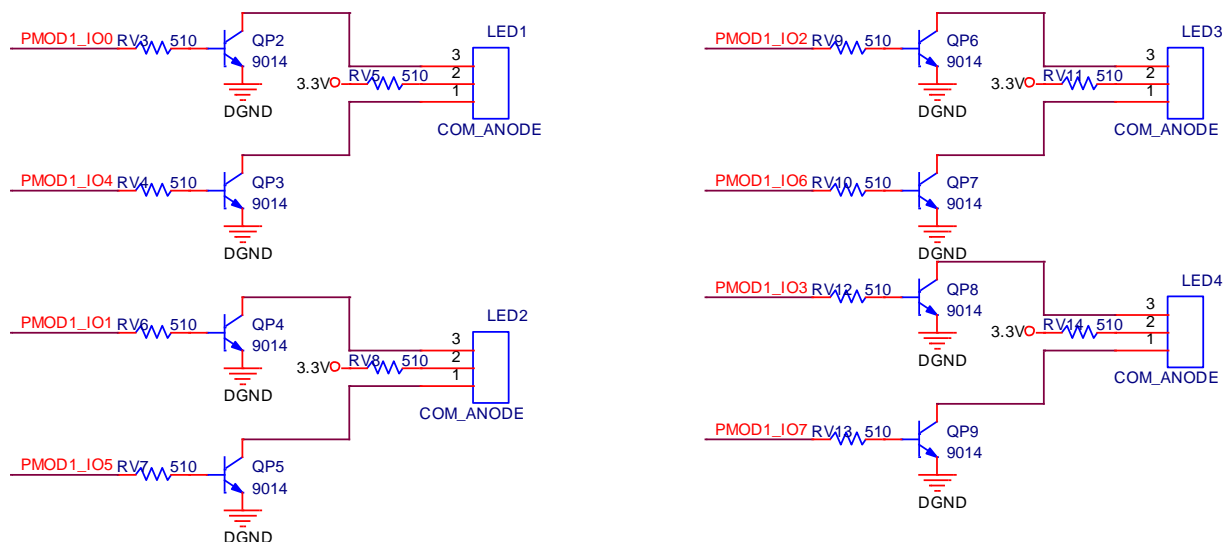 LED1
PMOD1_IO0 RV3 510 QP2
9014
3
2
1
3.3V RV5 510
DGND
COM_ANODE
PMOD1_IO4 RV4 510 QP3
9014
DGND
LED2
PMOD1_IO1 RV6 510 QP4
9014
3
2
1
3.3V RV8 510
DGND
COM_ANODE
PMOD1_IO5 RV7 510 QP5
9014
DGND
LED3
PMOD1_IO2 RV9 510 QP6
9014
3
2
1
3.3V RV11 510
DGND
COM_ANODE
PMOD1_IO6 RV10 510 QP7
9014
DGND
LED4
PMOD1_IO3 RV12 510 QP8
9014
3
2
1
3.3V RV14 510
DGND
COM_ANODE
PMOD1_IO7 RV13 510 QP9
9014
DGND